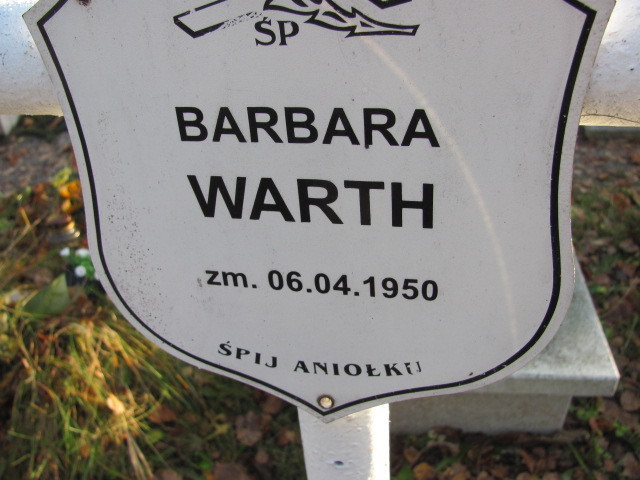 ŚP
BARBARA
WARTH
zm. 06.04.1950
ŚPIJ ANIOŁKU